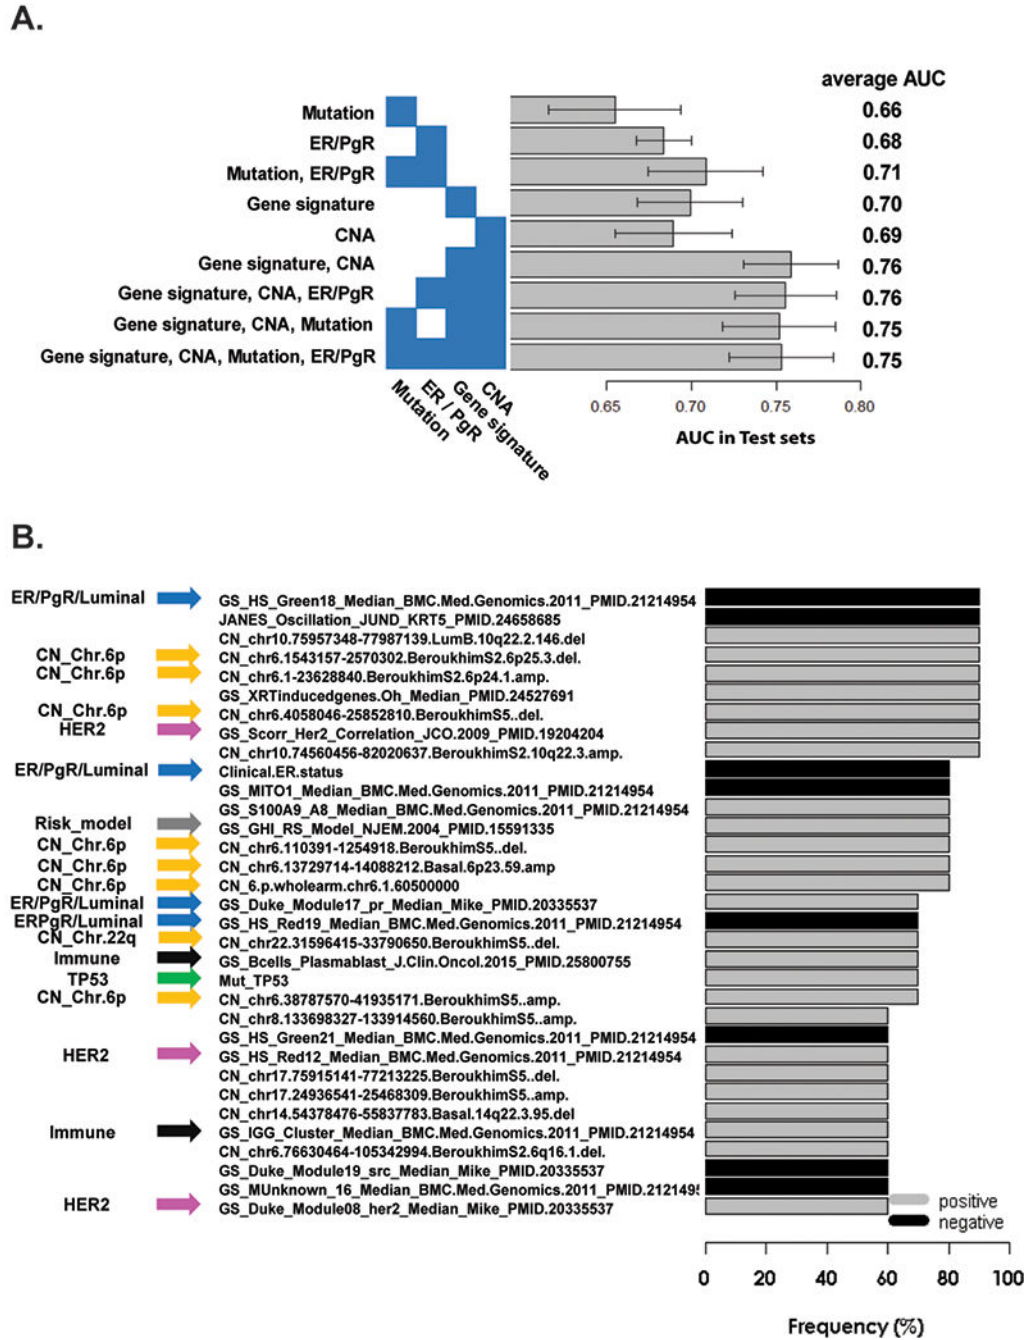 A.
average AUC
Mutation 0.66
ER/PgR 0.68
Mutation, ER/PgR 0.71
Gene signature 0.70
CNA 0.69
Gene signature, CNA 0.76
Gene signature, CNA, ER/PgR 0.76
Gene signature, CNA, Mutation 0.75
Gene signature, CNA, Mutation, ER/PgR 0.75
Mutation
ER / PgR
Gene signature
CNA
0.65 0.70 0.75 0.80
AUC in Test sets
B.
ER/PgR/Luminal GS_HS_Green18_Median_BMC.Med.Genomics.2011_PMID.21214954
JANES_Oscillation_JUND_KRT5_PMID.24658685
CN_chr10.75957348-77987139.LumB.10q22.2.146.del
CN_Chr.6p CN_chr6.1543157-2570302.BeroukhimS2.6p25.3.del.
CN_Chr.6p CN_chr6.1-23628840.BeroukhimS2.6p24.1.amp.
GS_XRTinducedgenes.Oh_Median_PMID.24527691
CN_Chr.6p CN_chr6.4058046-25852810.BeroukhimS5..del.
HER2 GS_Scorr_Her2_Correlation_JCO.2009_PMID.19204204
CN_chr10.74560456-82020637.BeroukhimS2.10q22.3.amp.
ER/PgR/Luminal Clinical.ER.status
GS_MITO1_Median_BMC.Med.Genomics.2011_PMID.21214954
GS_S100A9_A8_Median_BMC.Med.Genomics.2011_PMID.21214954
Risk_model GS_GHI_RS_Model_NJEM.2004_PMID.15591335
CN_Chr.6p CN_chr6.110391-1254918.BeroukhimS5..del.
CN_Chr.6p CN_chr6.13729714-14088212.Basal.6p23.59.amp
CN_Chr.6p CN_6.p.wholearm.chr6.1.60500000
ER/PgR/Luminal GS_Duke_Module17_pr_Median_Mike_PMID.20335537
ERPgR/Luminal GS_HS_Red19_Median_BMC.Med.Genomics.2011_PMID.21214954
CN_Chr.22q CN_chr22.31596415-33790650.BeroukhimS5..del.
Immune GS_Bcells_Plasmablast_J.Clin.Oncol.2015_PMID.25800755
TP53 Mut_TP53
CN_Chr.6p CN_chr6.38787570-41935171.BeroukhimS5..amp.
CN_chr8.133698327-133914560.BeroukhimS5..amp.
GS_HS_Green21_Median_BMC.Med.Genomics.2011_PMID.21214954
HER2 GS_HS_Red12_Median_BMC.Med.Genomics.2011_PMID.21214954
CN_chr17.75915141-77213225.BeroukhimS5..del.
CN_chr17.24936541-25468309.BeroukhimS5..amp.
CN_chr14.54378476-55837783.Basal.14q22.3.95.del
Immune GS_IGG_Cluster_Median_BMC.Med.Genomics.2011_PMID.21214954
CN_chr6.76630464-105342994.BeroukhimS2.6q16.1.del.
GS_Duke_Module19_src_Median_Mike_PMID.20335537
GS_MUnknown_16_Median_BMC.Med.Genomics.2011_PMID.2121495
HER2 GS_Duke_Module08_her2_Median_Mike_PMID.20335537
positive
negative
0 20 40 60 80 100
Frequency (%)